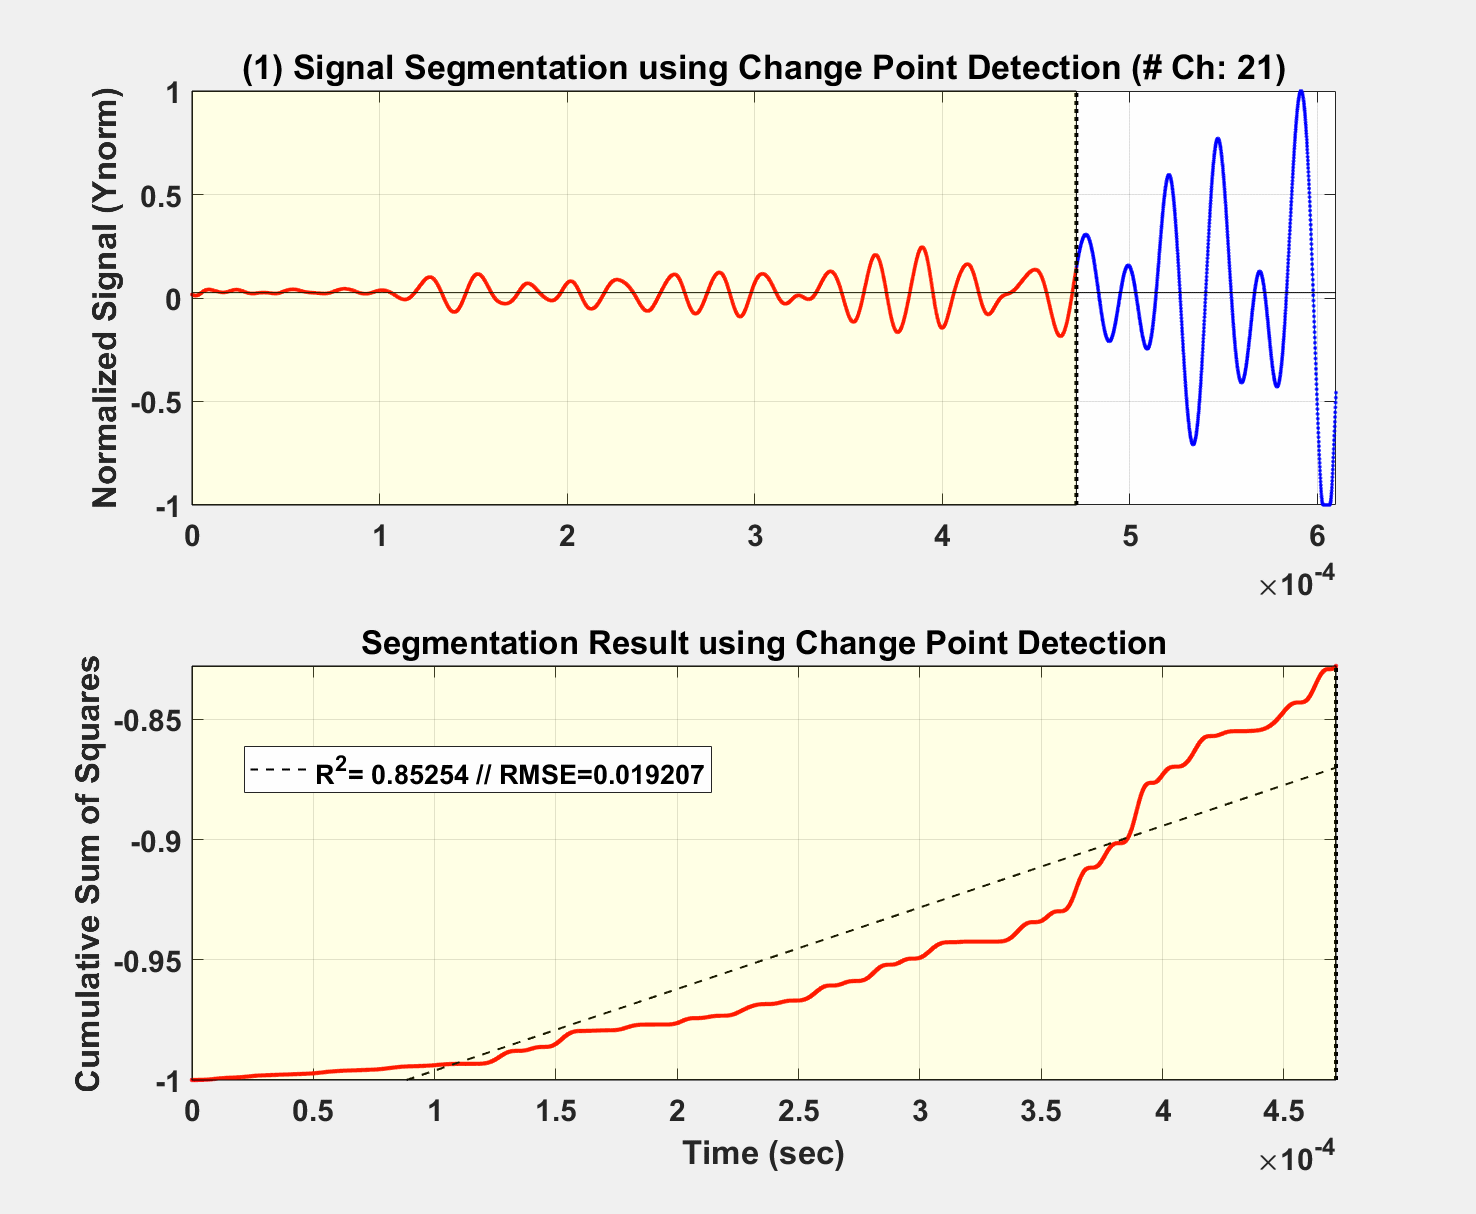 (1) Signal Segmentation using Change Point Detection (# Ch: 21)
Normalized Signal (Ynorm)
1
0.5
0
-0.5
-1
0 1 2 3 4 5 6
×10-4
Segmentation Result using Change Point Detection
Cumulative Sum of Squares
-0.85
-0.9
-0.95
-1
R2= 0.85254 // RMSE=0.019207
0 0.5 1 1.5 2 2.5 3 3.5 4 4.5
Time (sec)
×10-4